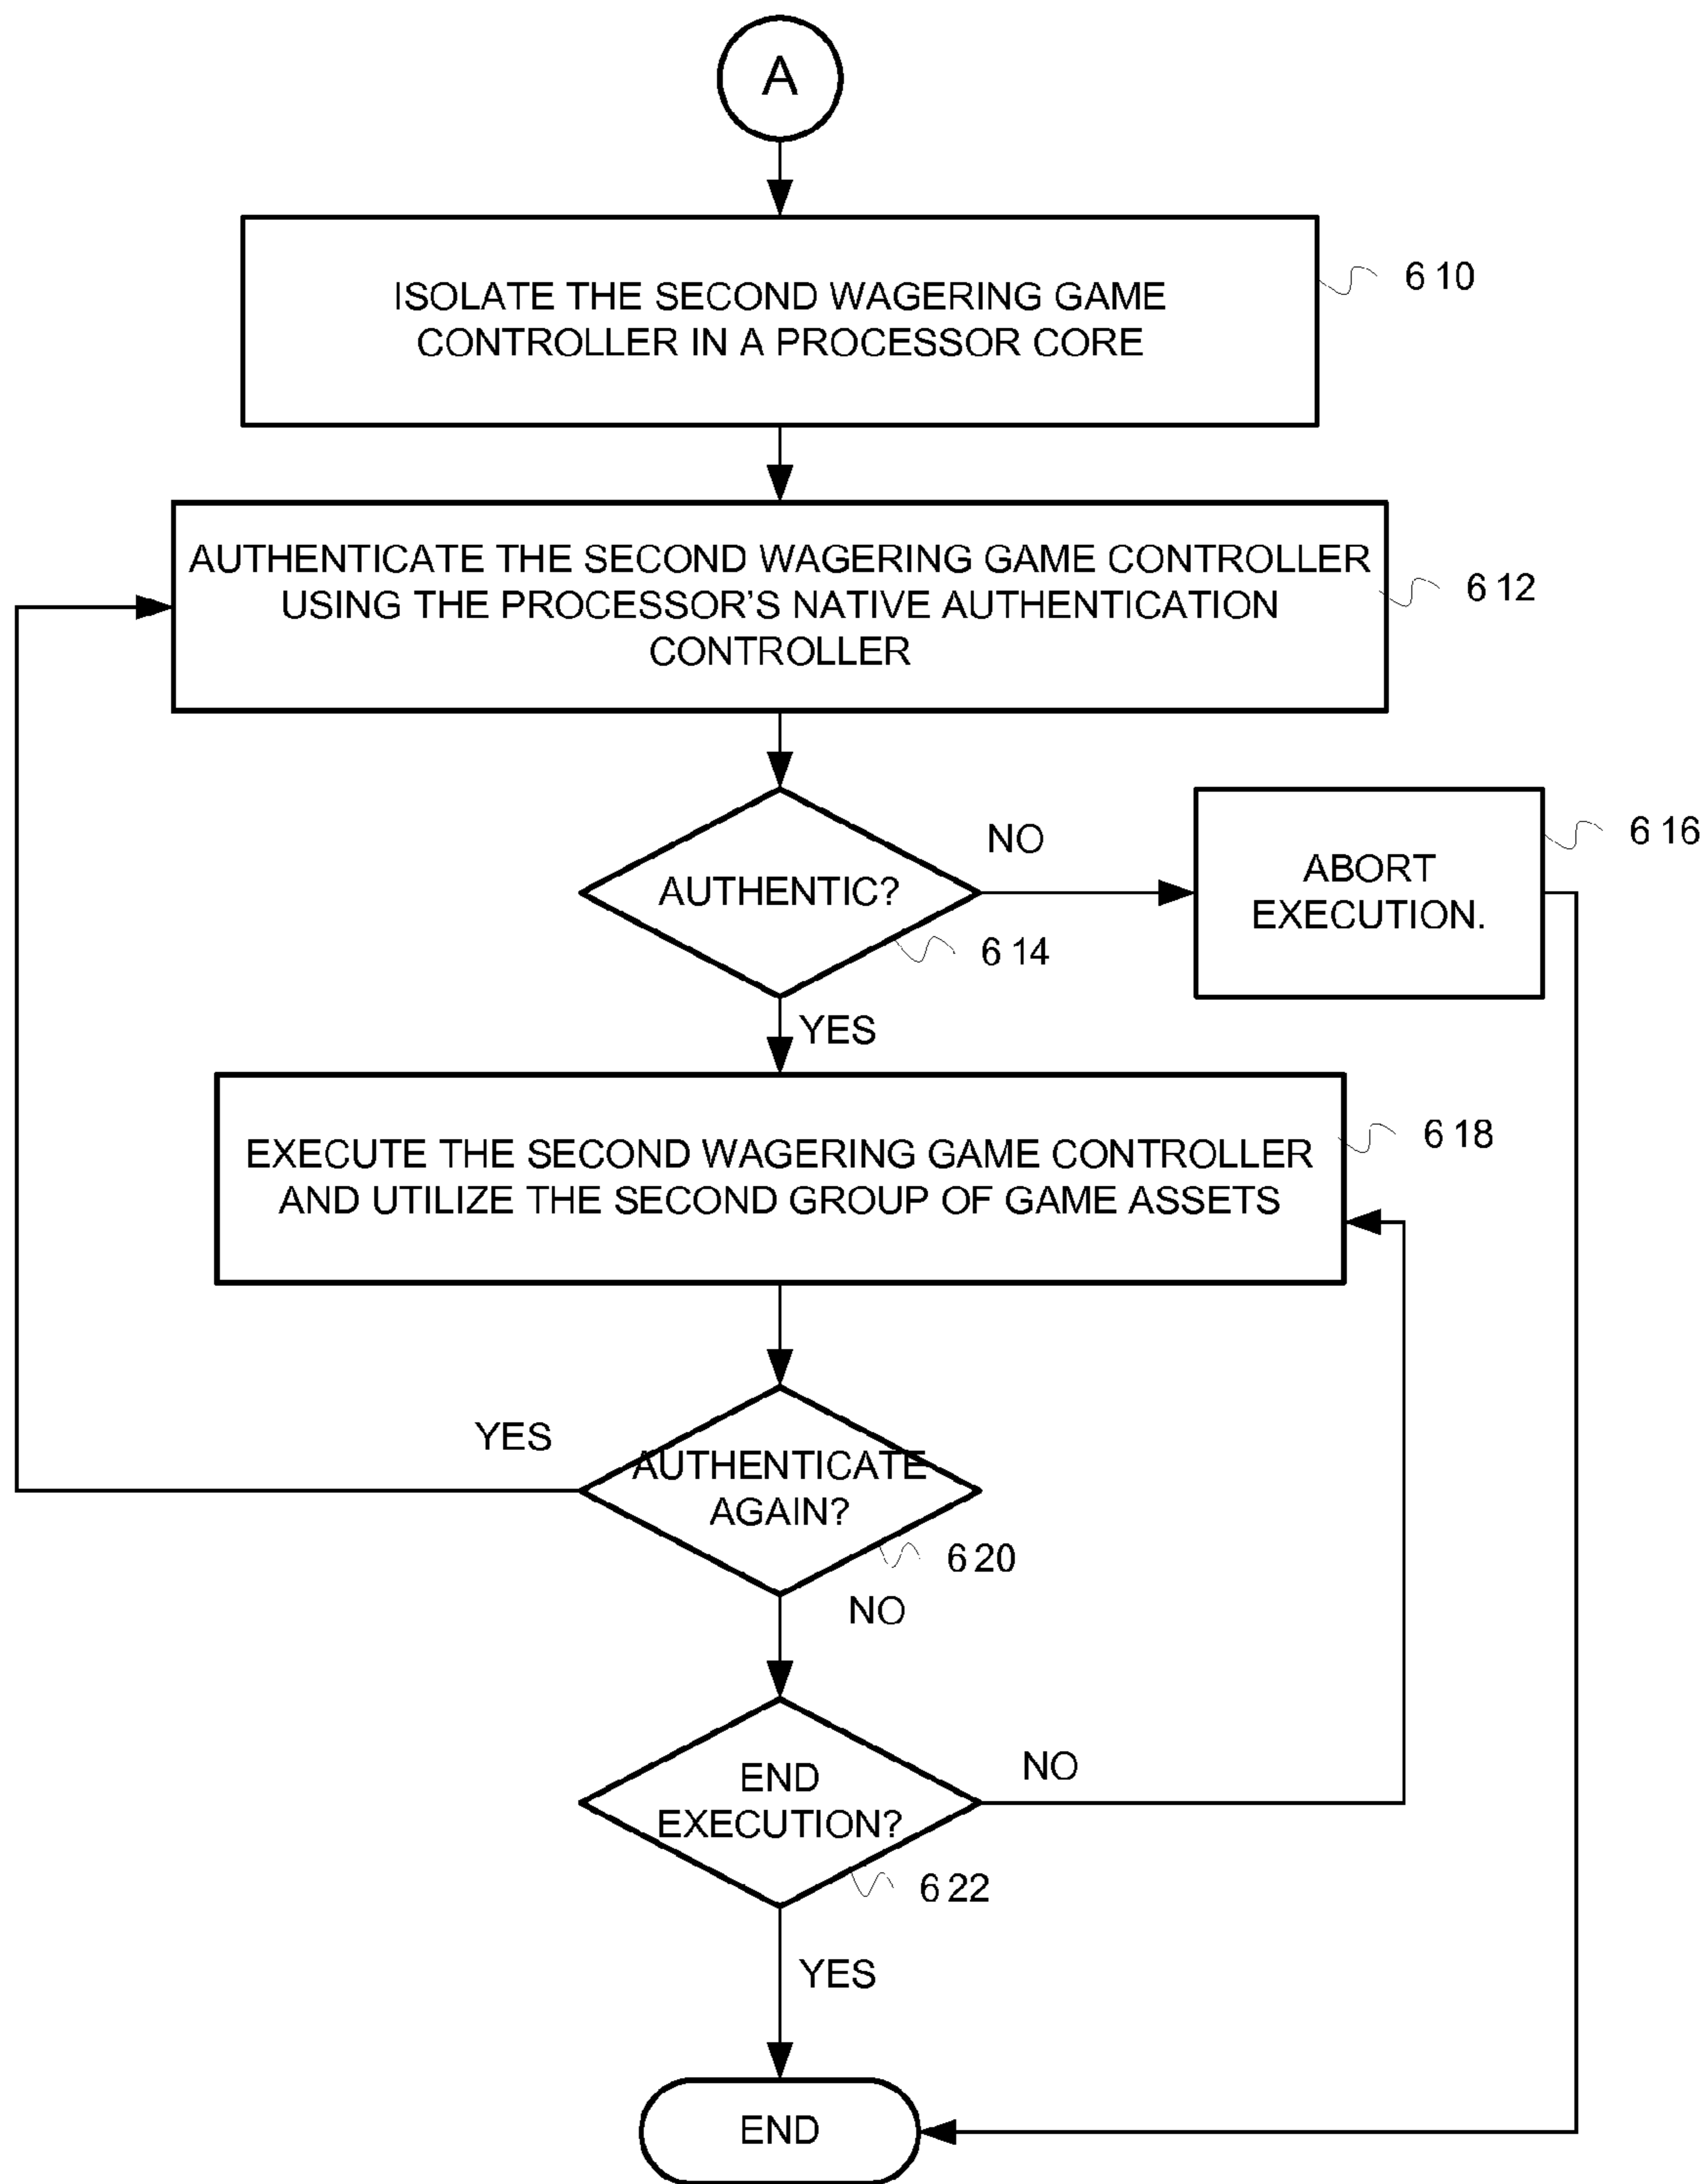 A
ISOLATE THE SECOND WAGERING GAME
CONTROLLER IN A PROCESSOR CORE
610
AUTHENTICATE THE SECOND WAGERING GAME CONTROLLER
USING THE PROCESSOR'S NATIVE AUTHENTICATION
CONTROLLER
612
AUTHENTIC?
NO
614
ABORT
EXECUTION.
616
YES
EXECUTE THE SECOND WAGERING GAME CONTROLLER
AND UTILIZE THE SECOND GROUP OF GAME ASSETS
618
YES
AUTHENTICATE
AGAIN?
620
NO
END
EXECUTION?
NO
622
YES
END